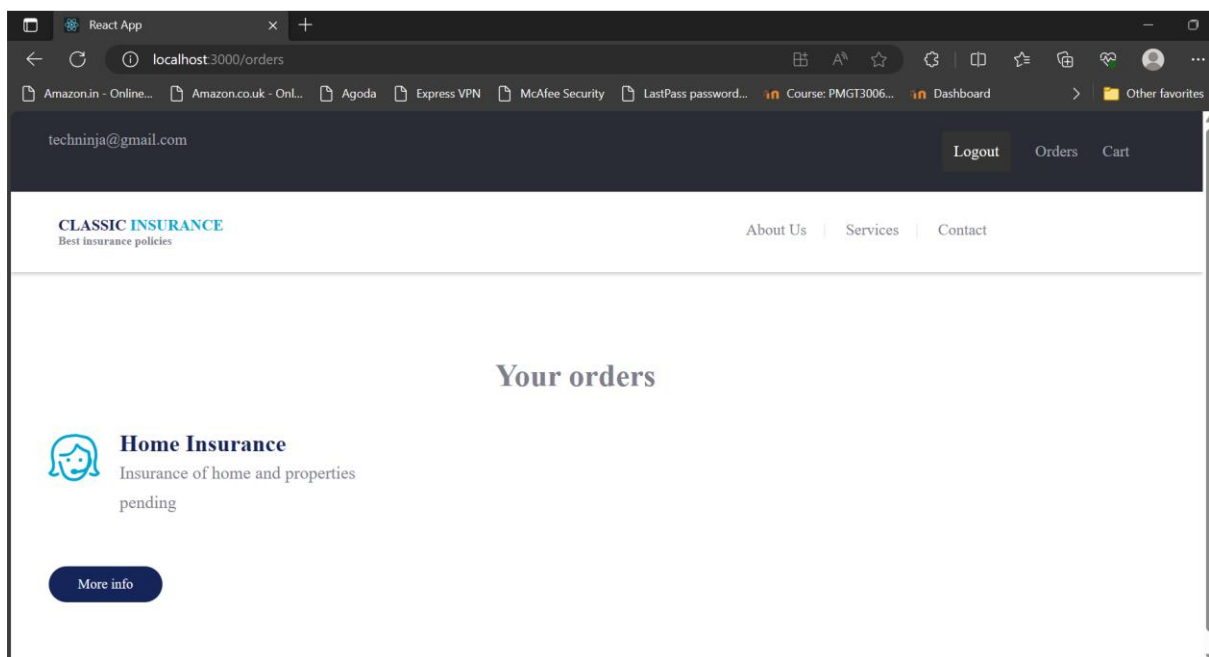 React App
localhost:3000/orders
Amazon.in - Online... Amazon.co.uk - Onl... Agoda Express VPN McAfee Security LastPass password... Course: PMGT3006... Dashboard Other favorites
techninja@gmail.com
Logout Orders Cart
CLASSIC INSURANCE
Best insurance policies
About Us Services Contact
Your orders
Home Insurance
Insurance of home and properties
pending
More info